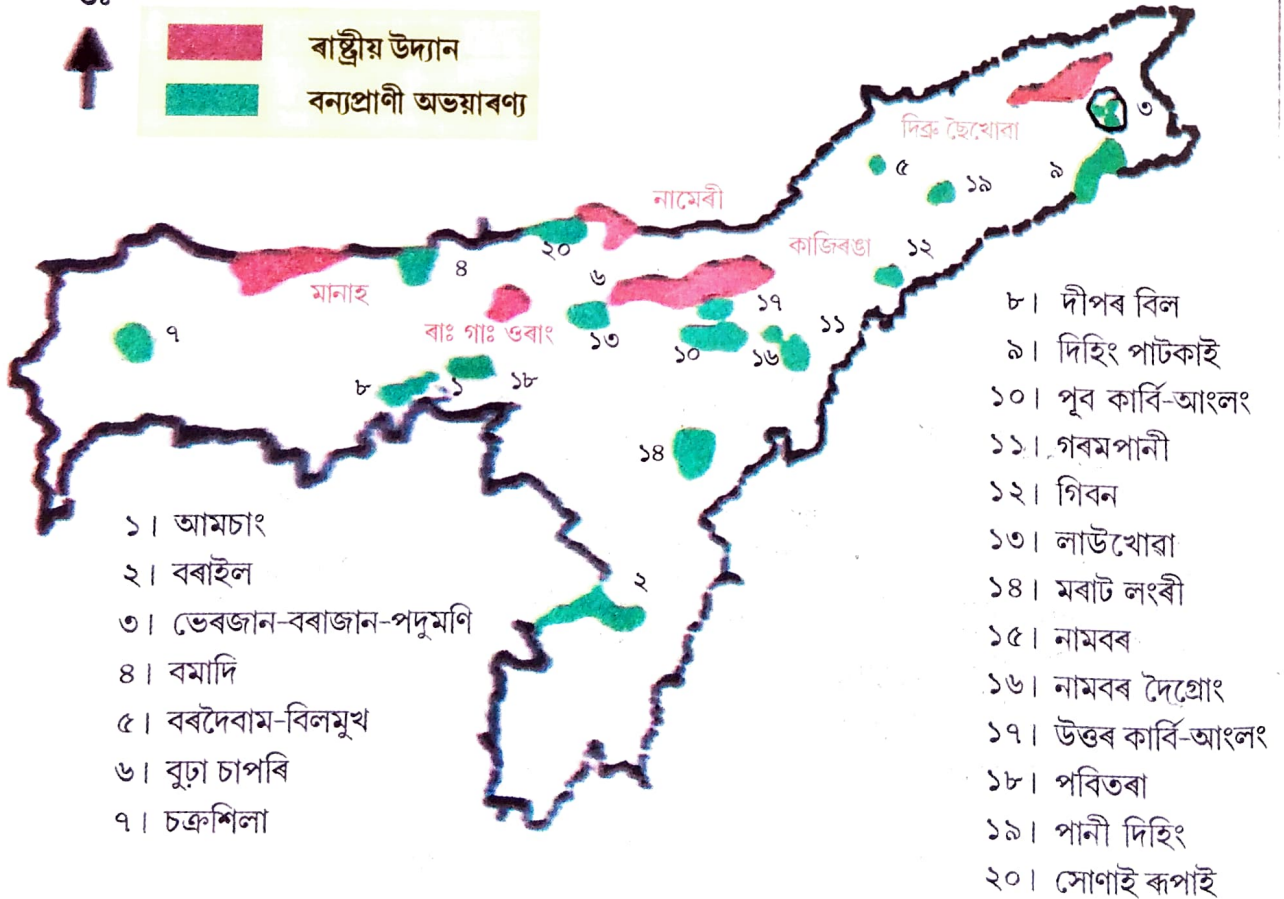 ৰাষ্ট্ৰীয় উদ্যান
বন্যপ্ৰাণী অভয়াৰণ্য
৩
দিব্ৰু ছৈখোৱা
৫
১৯
৯
নামেৰী
২০
কাজিৰঙা
১২
৪
৬
মানাহ
১৭
৭
ৰাঃ গাঃ ওৰাং
১৩
১০
১৬
১১
৮
১
১৮
১৪
২
১। আমচাং
২। বৰাইল
৩। ভেৰজান-বৰাজান-পদুমণি
৪। বমাদি
৫। বৰদৈবাম-বিলমুখ
৬। বুঢ়া চাপৰি
৭। চক্ৰশিলা
৮। দীপৰ বিল
৯। দিহিং পাটকাই
১০। পূব কাৰ্বি-আংলং
১১। গৰমপানী
১২। গিবন
১৩। লাউখোৱা
১৪। মৰাট লংৰী
১৫। নামবৰ
১৬। নামবৰ দৈগ্ৰোং
১৭। উত্তৰ কাৰ্বি-আংলং
১৮। পবিতৰা
১৯। পানী দিহিং
২০। সোণাই ৰূপাই